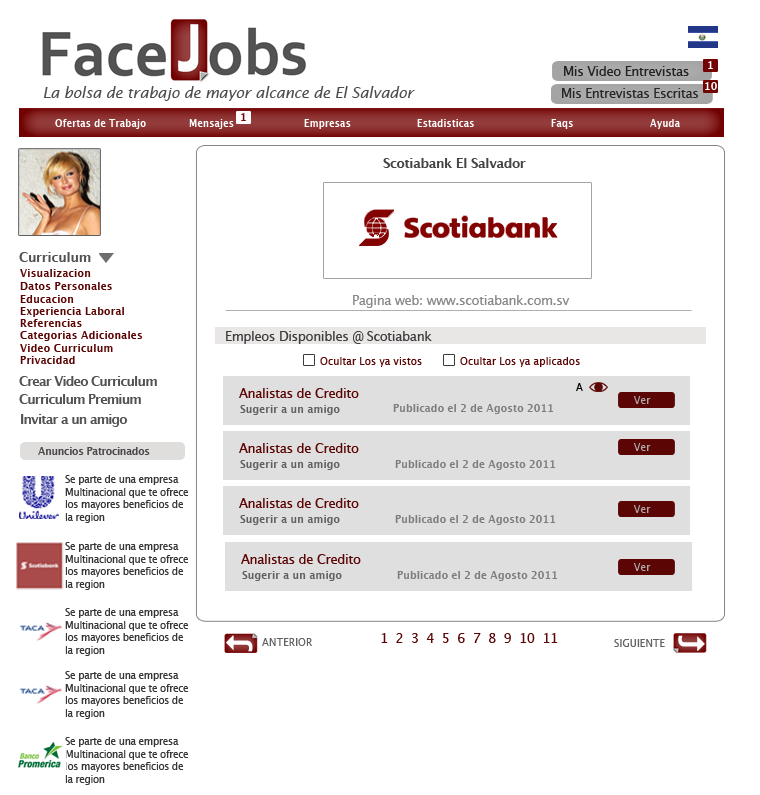 FaceJobs
La bolsa de trabajo de mayor alcance de El Salvador
Mis Video Entrevistas 1
Mis Entrevistas Escritas 10
Ofertas de Trabajo Mensajes 1 Empresas Estadisticas Faqs Ayuda
Curriculum
Visualizacion
Datos Personales
Educacion
Experiencia Laboral
Referencias
Categorias Adicionales
Video Curriculum
Privacidad
Crear Video Curriculum
Curriculum Premium
Invitar a un amigo
Anuncios Patrocinados
Unilever
Se parte de una empresa
Multinacional que te ofrece
los mayores beneficios de
la region
Scotiabank
Se parte de una empresa
Multinacional que te ofrece
los mayores beneficios de
la region
TACA
Se parte de una empresa
Multinacional que te ofrece
los mayores beneficios de
la region
TACA
Se parte de una empresa
Multinacional que te ofrece
los mayores beneficios de
la region
Banco
Promerica
Se parte de una empresa
Multinacional que te ofrece
los mayores beneficios de
la region
Scotiabank El Salvador
Scotiabank
Pagina web: www.scotiabank.com.sv
Empleos Disponibles @ Scotiabank
Ocultar Los ya vistos Ocultar Los ya aplicados
Analistas de Credito A
Sugerir a un amigo Publicado el 2 de Agosto 2011 Ver
Analistas de Credito Ver
Sugerir a un amigo Publicado el 2 de Agosto 2011
Analistas de Credito Ver
Sugerir a un amigo Publicado el 2 de Agosto 2011
Analistas de Credito Ver
Sugerir a un amigo Publicado el 2 de Agosto 2011
ANTERIOR 1 2 3 4 5 6 7 8 9 10 11 SIGUIENTE